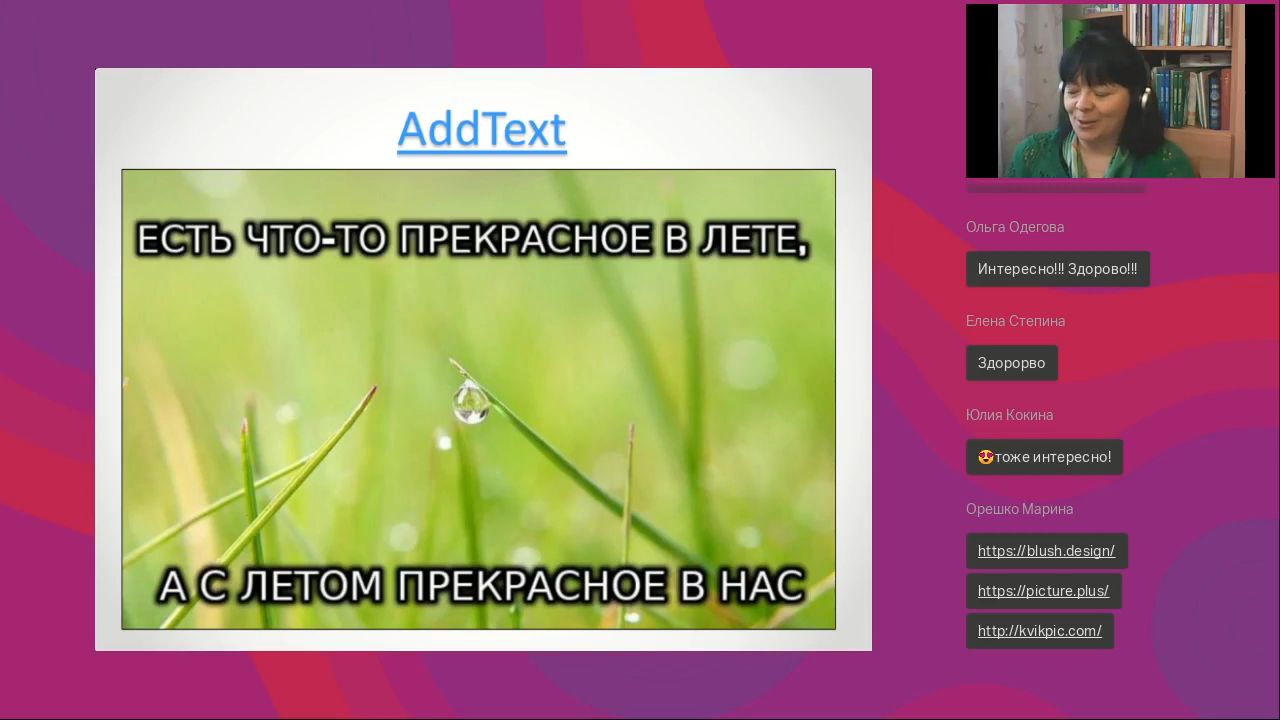 AddText
ЕСТЬ ЧТО-ТО ПРЕКРАСНОЕ В ЛЕТЕ,
А С ЛЕТОМ ПРЕКРАСНОЕ В НАС
Ольга Одегова
Интересно!!! Здорово!!!
Елена Степина
Здорорво
Юлия Кокина
😍тоже интересно!
Орешко Марина
https://blush.design/
https://picture.plus/
http://kvikpic.com/